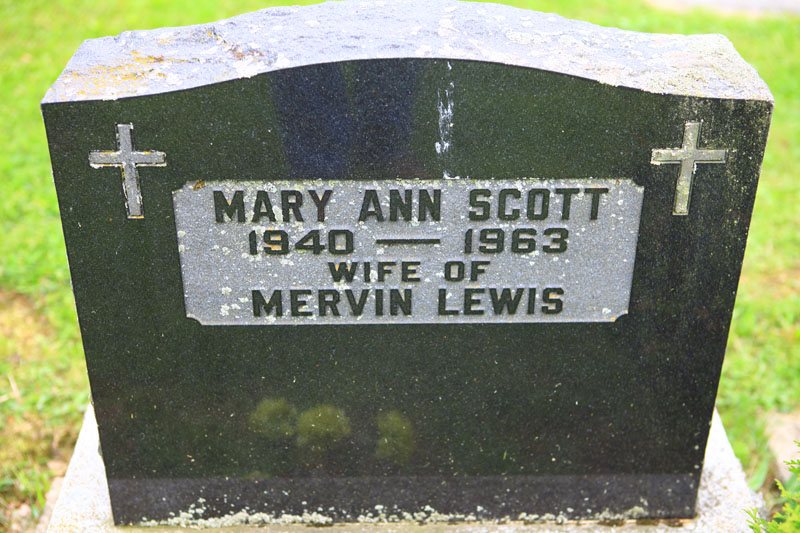 MARY ANN SCOTT
1940 — 1963
WIFE OF
MERVIN LEWIS